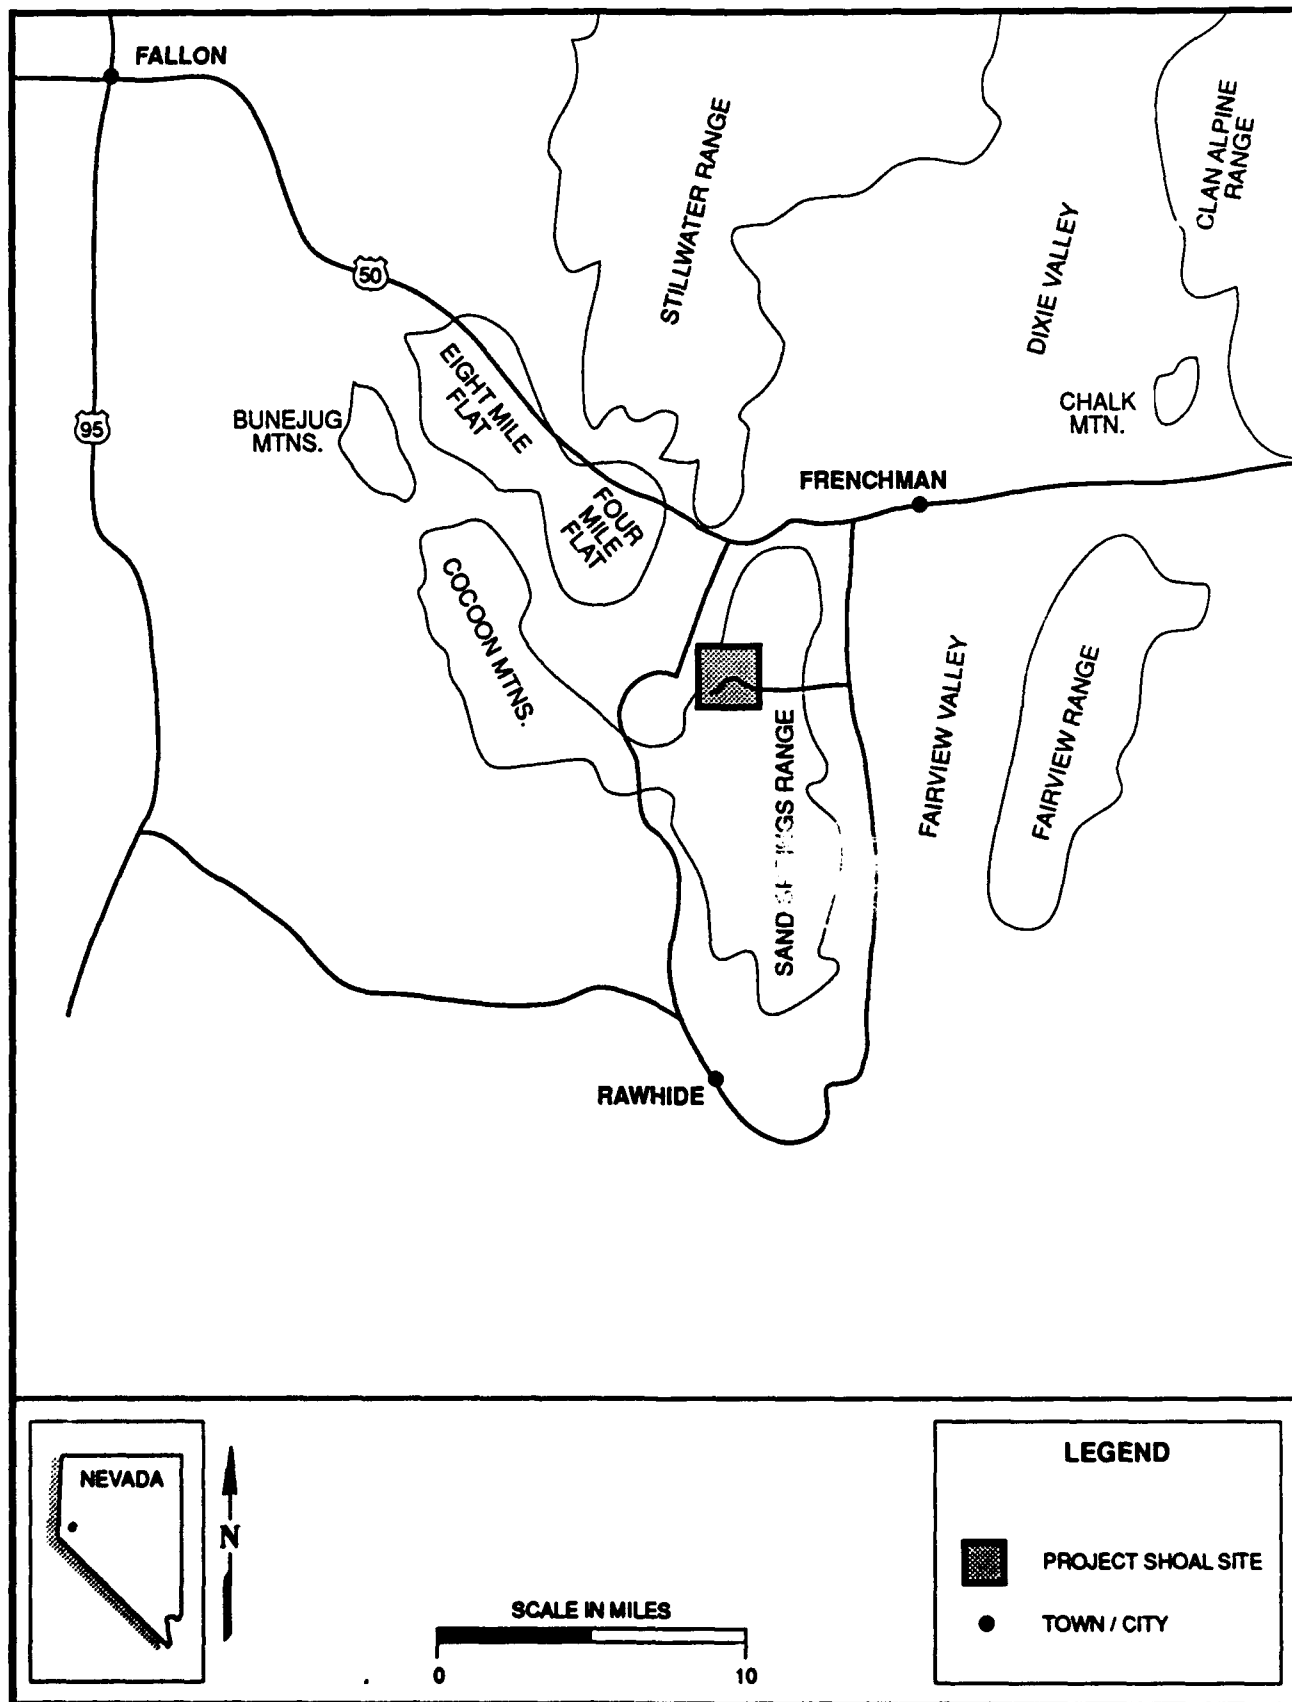 FALLON
STILLWATER RANGE
CLAN ALPINE
RANGE
DIXIE VALLEY
50
EIGHT MILE
FLAT
BUNEJUG
MTNS.
95
CHALK
MTN.
FRENCHMAN
FOUR
MILE
FLAT
COCOON MTNS.
FAIRVIEW VALLEY
FAIRVIEW RANGE
SAND SPRINGS RANGE
RAWHIDE
NEVADA
N
SCALE IN MILES
0 10
LEGEND
PROJECT SHOAL SITE
TOWN / CITY